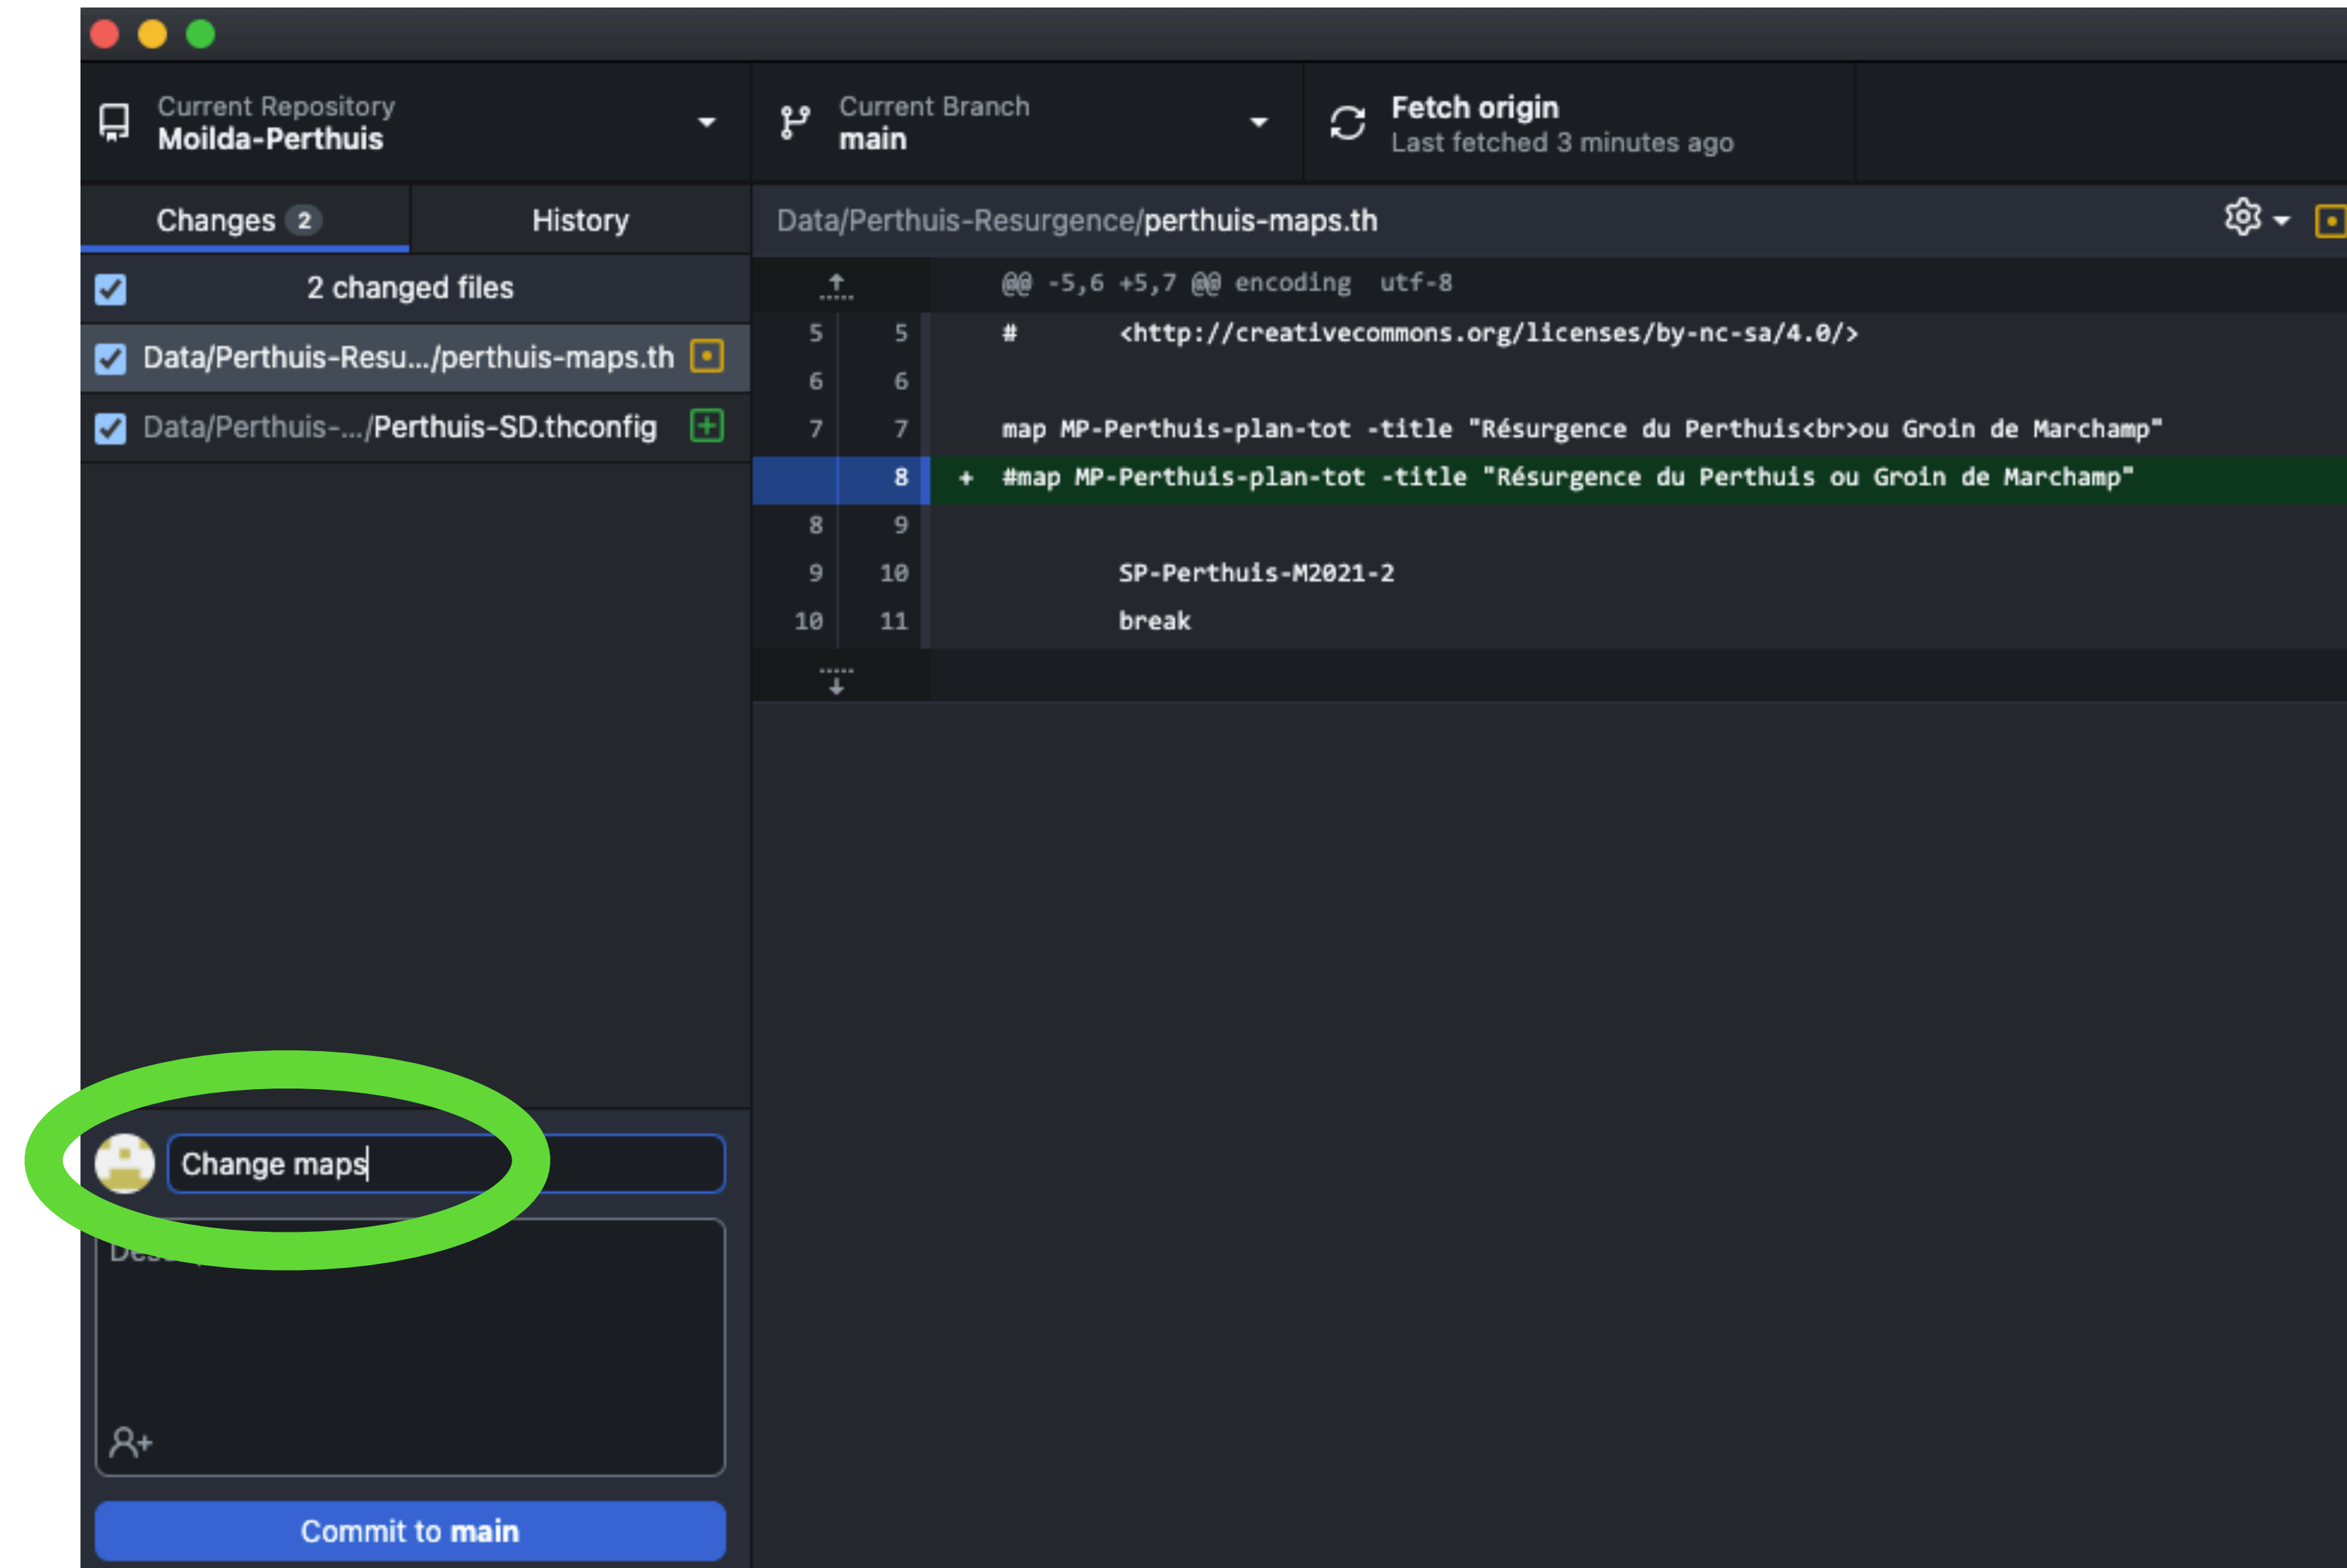 Current Repository
Moilda-Perthuis
Current Branch
main
Fetch origin
Last fetched 3 minutes ago
Changes 2
History
Data/Perthuis-Resurgence/perthuis-maps.th
2 changed files
Data/Perthuis-Resu.../perthuis-maps.th
Data/Perthuis-.../Perthuis-SD.thconfig
@@ -5,6 +5,7 @@ encoding  utf-8
5 5 # <http://creativecommons.org/licenses/by-nc-sa/4.0/>
6 6
7 7 map MP-Perthuis-plan-tot -title "Résurgence du Perthuis<br>ou Groin de Marchamp"
8 + #map MP-Perthuis-plan-tot -title "Résurgence du Perthuis ou Groin de Marchamp"
8 9
9 10 SP-Perthuis-M2021-2
10 11 break
Change maps
Commit to main